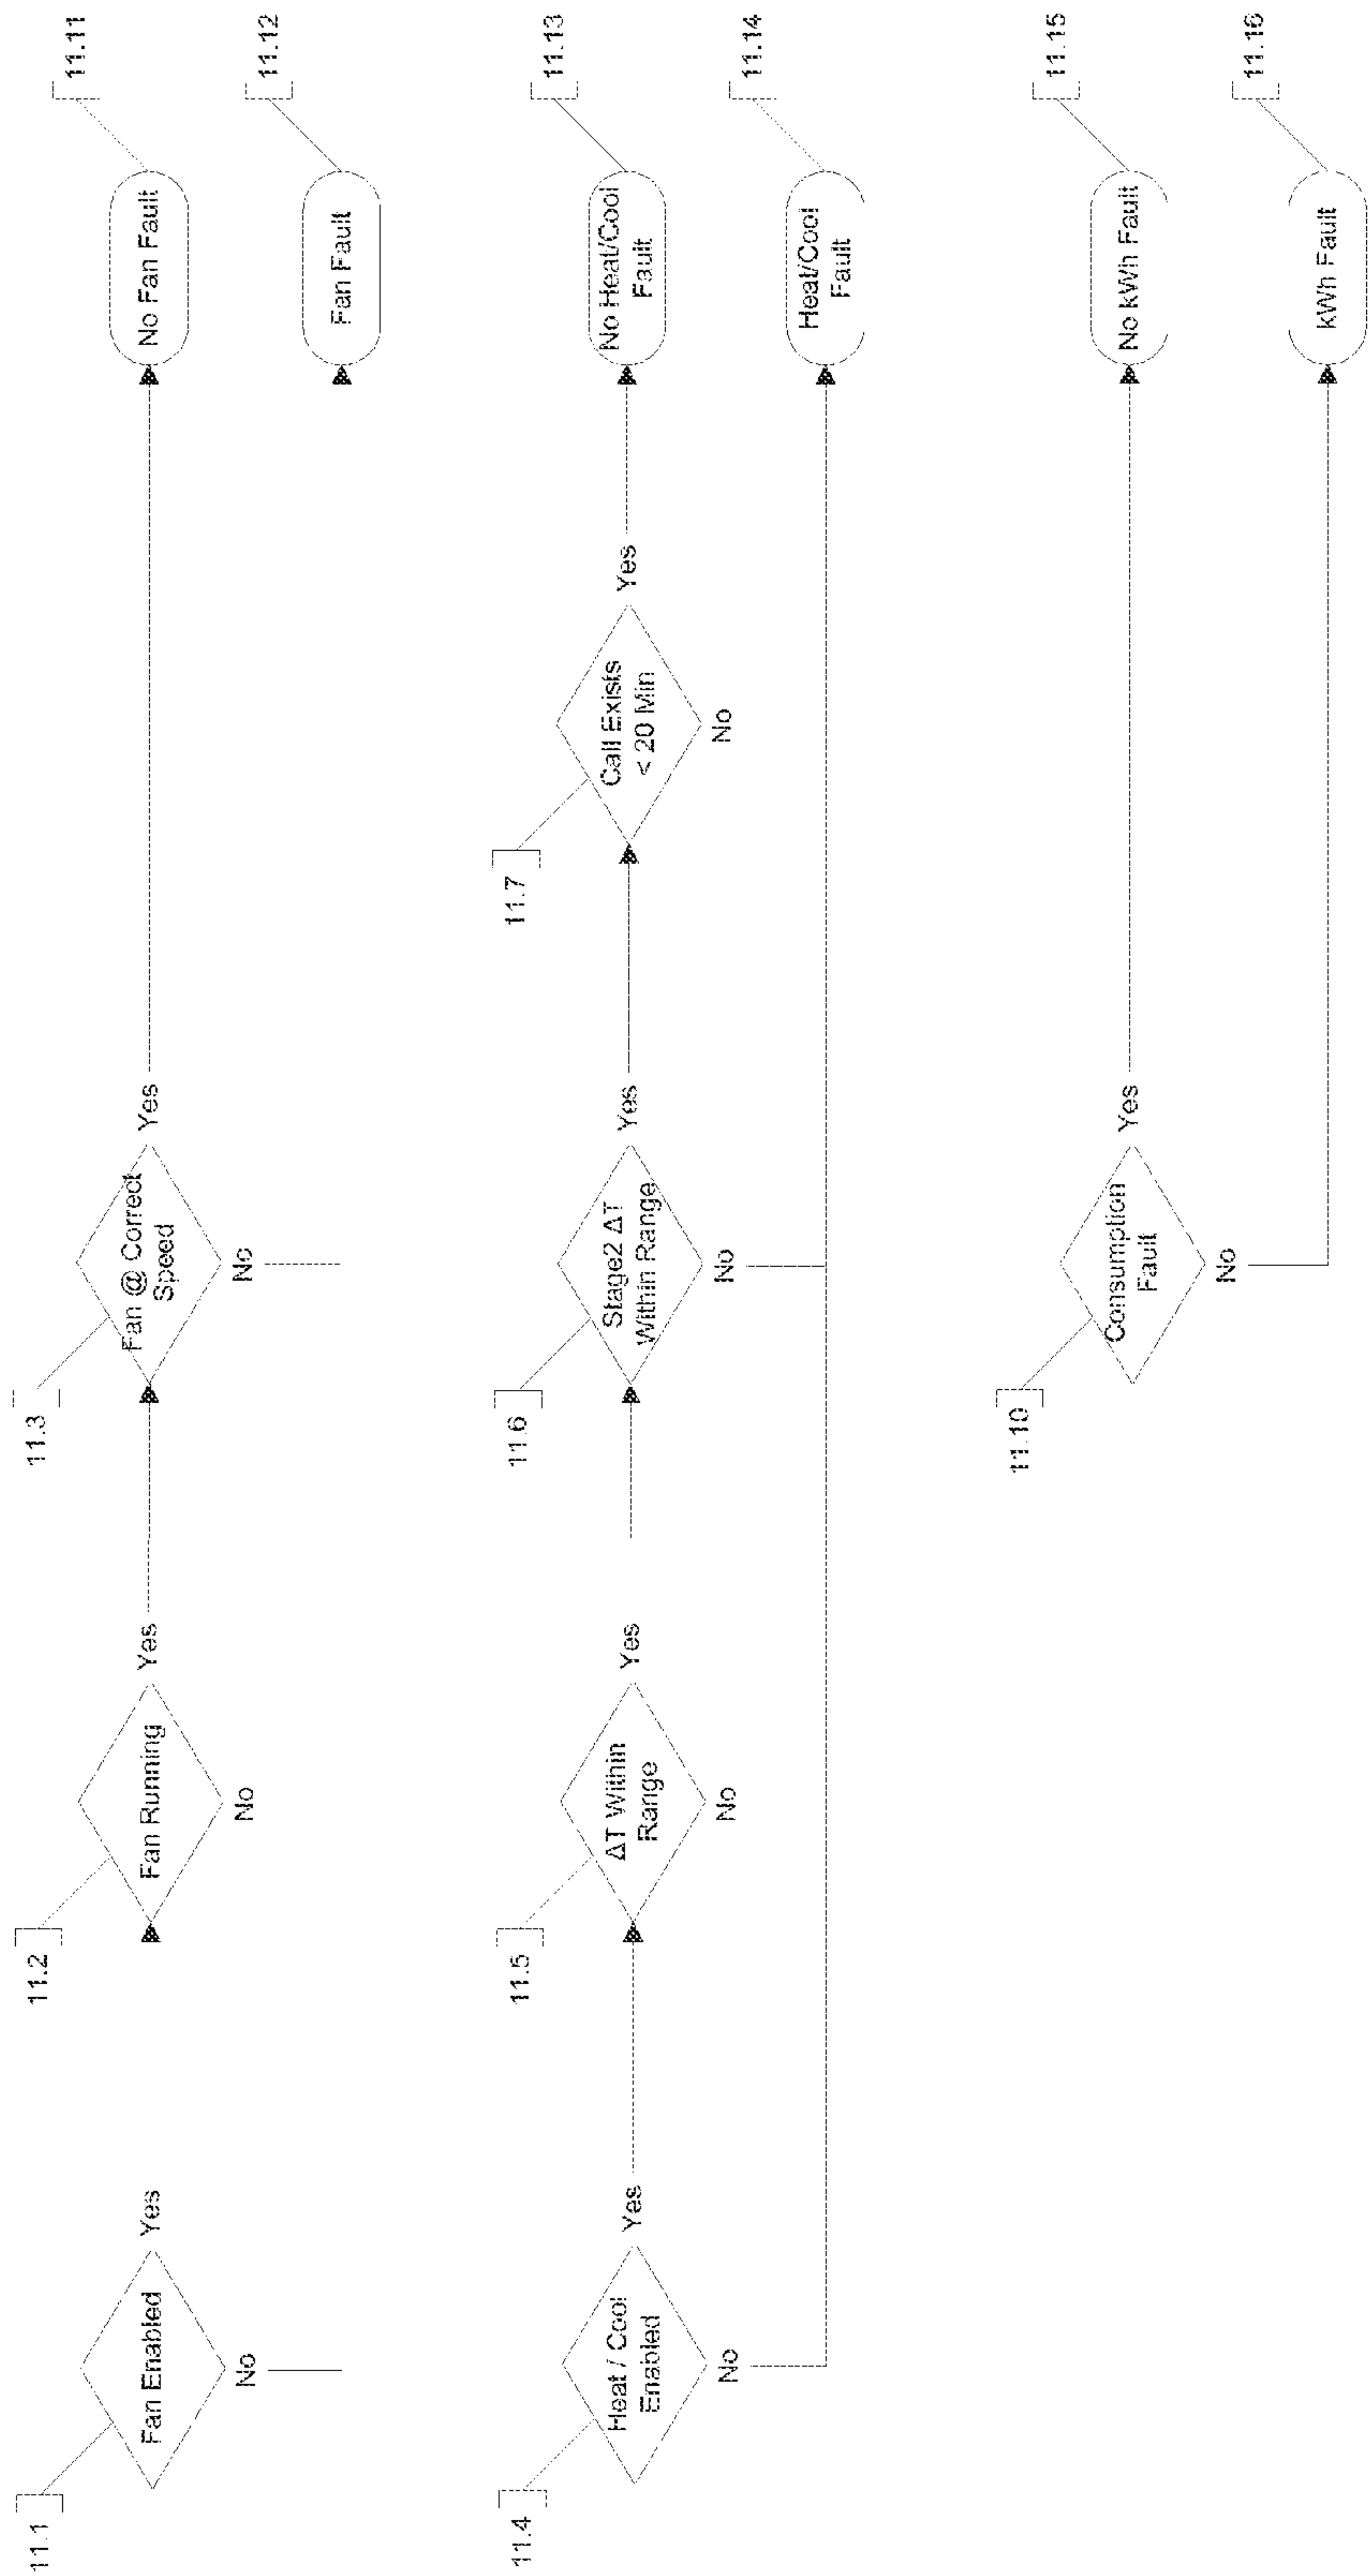 11.1
Fan Enabled
Yes
No
11.2
Fan Running
Yes
No
11.3
Fan @ Correct
Speed
Yes
No
No Fan Fault
11.11
Fan Fault
11.12
11.4
Heat / Cool
Enabled
Yes
No
11.5
ΔT Within
Range
Yes
No
11.6
Stage2 ΔT
Within Range
Yes
No
11.7
Call Exists
< 20 Min
Yes
No
No Heat/Cool
Fault
11.13
Heat/Cool
Fault
11.14
11.10
Consumption
Fault
Yes
No
No kWh Fault
11.15
kWh Fault
11.16